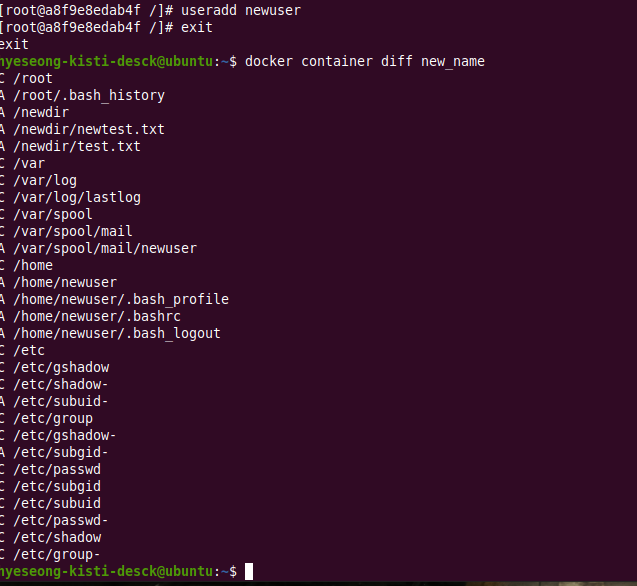 [root@a8f9e8edab4f /]# useradd newuser
[root@a8f9e8edab4f /]# exit
exit
hyeseong-kisti-desck@ubuntu:~$ docker container diff new_name
C /root
A /root/.bash_history
A /newdir
A /newdir/newtest.txt
A /newdir/test.txt
C /var
C /var/log
C /var/log/lastlog
C /var/spool
C /var/spool/mail
A /var/spool/mail/newuser
C /home
A /home/newuser
A /home/newuser/.bash_profile
A /home/newuser/.bashrc
A /home/newuser/.bash_logout
C /etc
C /etc/gshadow
C /etc/shadow-
A /etc/subuid-
C /etc/group
C /etc/gshadow-
A /etc/subgid-
C /etc/passwd
C /etc/subgid
C /etc/subuid
C /etc/passwd-
C /etc/shadow
C /etc/group-
hyeseong-kisti-desck@ubuntu:~$